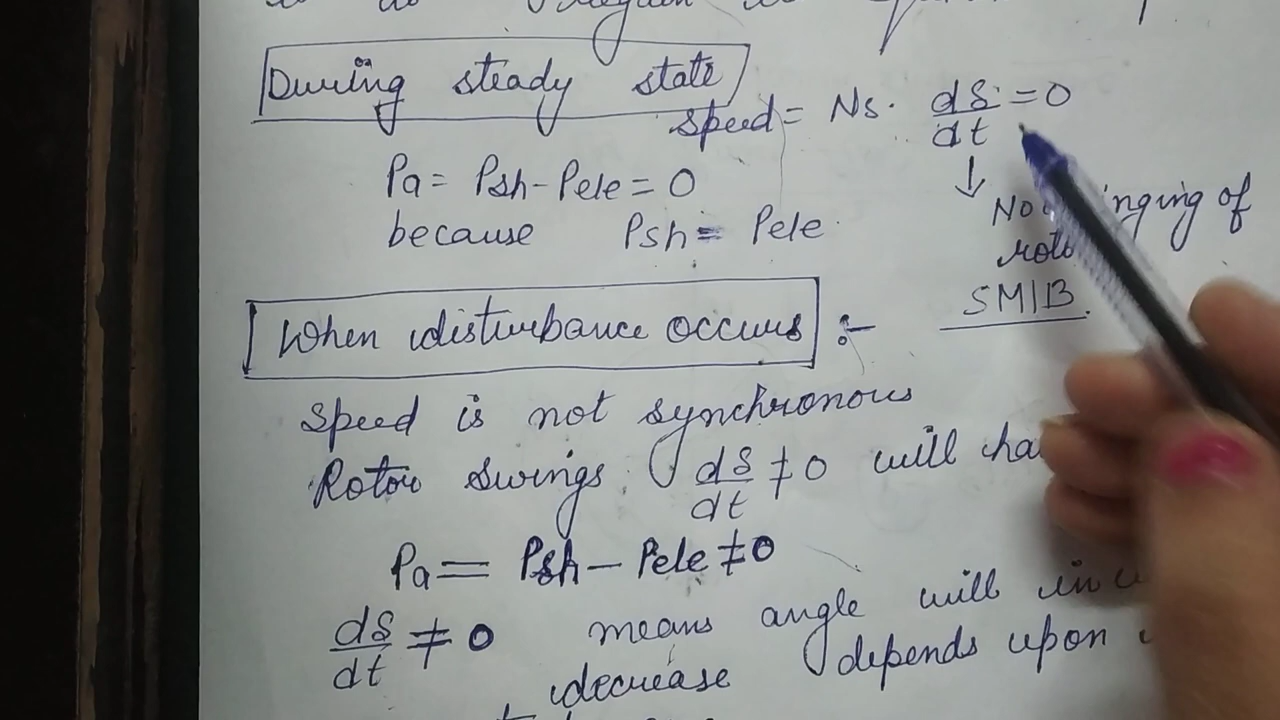 During steady state
speed = Ns. dδ/dt = 0
Pa = Psh - Pele = 0
↓
No of
because Psh = Pele
SMIB
When disturbance occurs :-
Speed is not synchronous
Rotor swings. dδ/dt ≠ 0 will
Pa = Psh - Pele ≠ 0
dδ/dt ≠ 0 means angle will
decrease depends upon